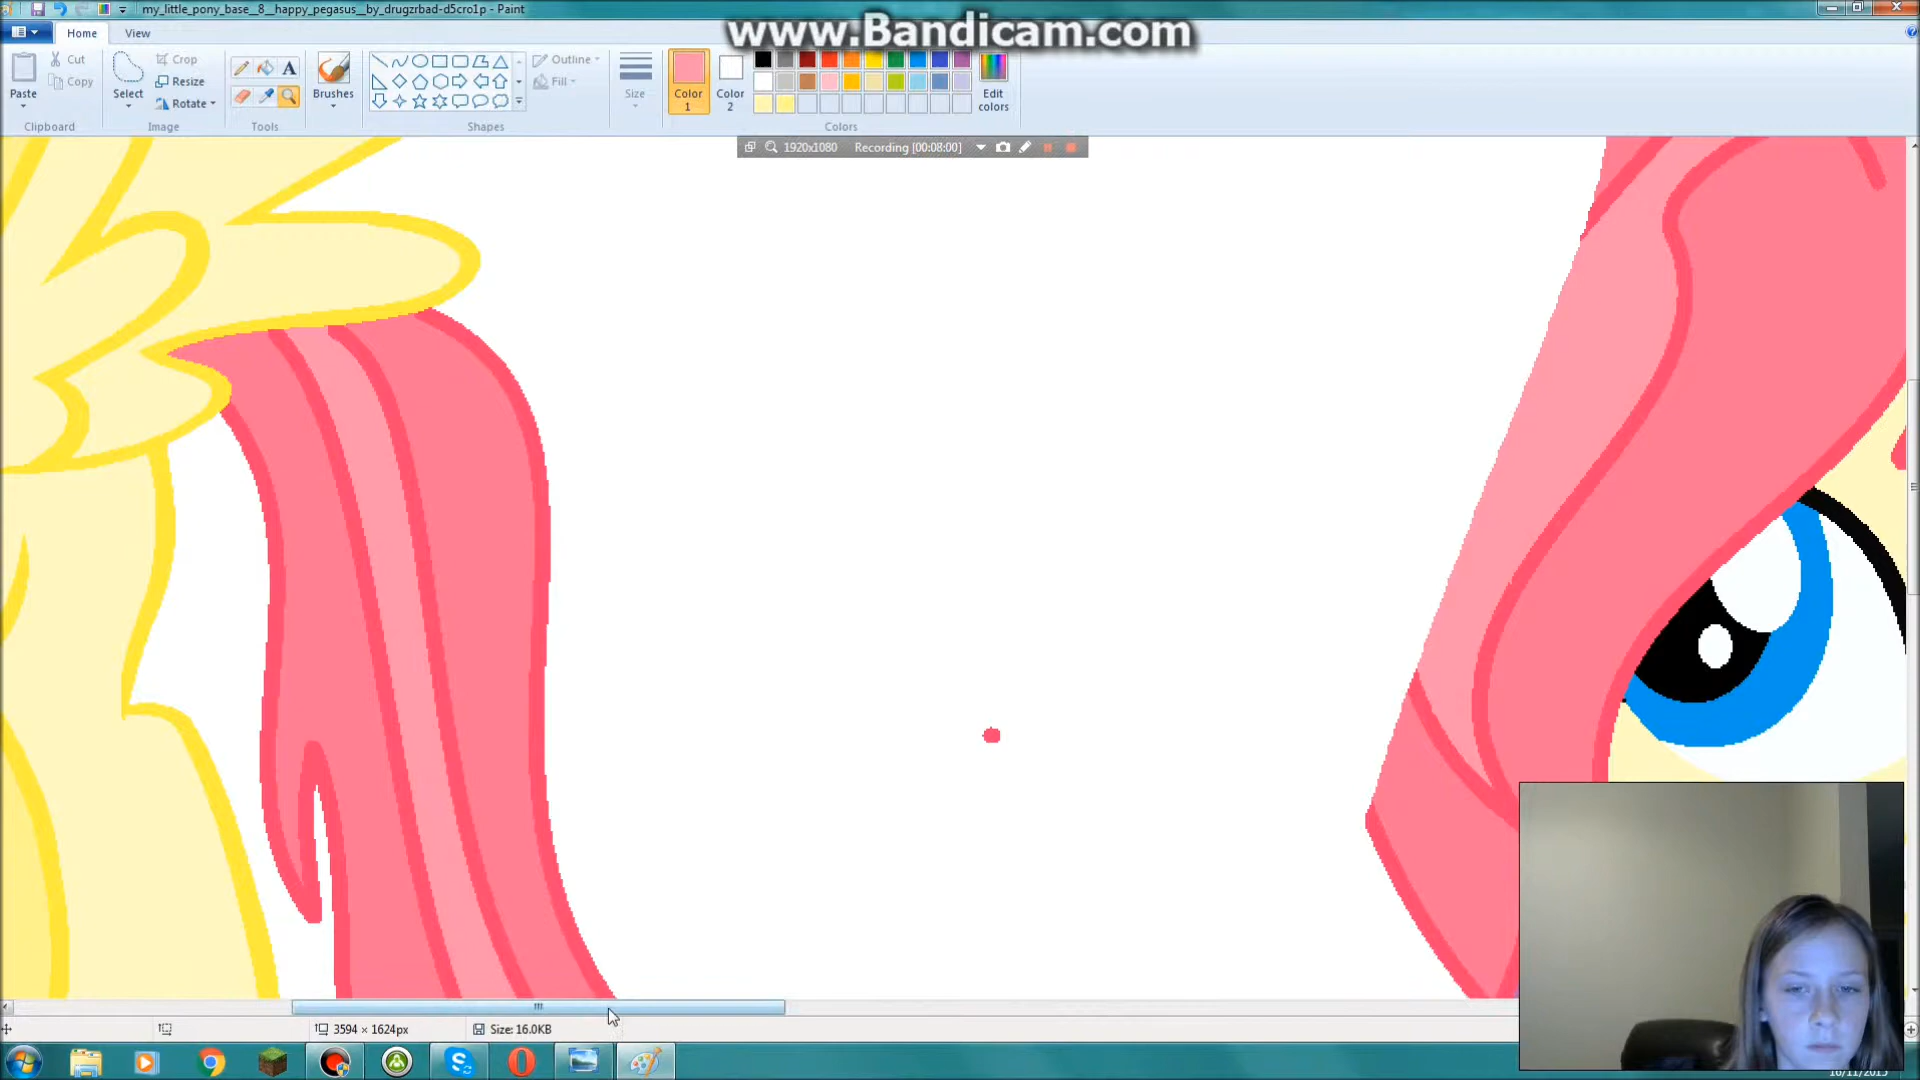 my_little_pony_base__8__happy_pegasus__by_drugzrbad-d5cro1p - Paint
www.Bandicam.com
Home
View
Paste
Cut
Copy
Clipboard
Select
Crop
Resize
Rotate
Image
A
Tools
Brushes
Shapes
Outline
Fill
Size
Color 1
Color 2
Edit colors
Colors
1920x1080
Recording [00:08:00]
3594 × 1624px
Size: 16.0KB